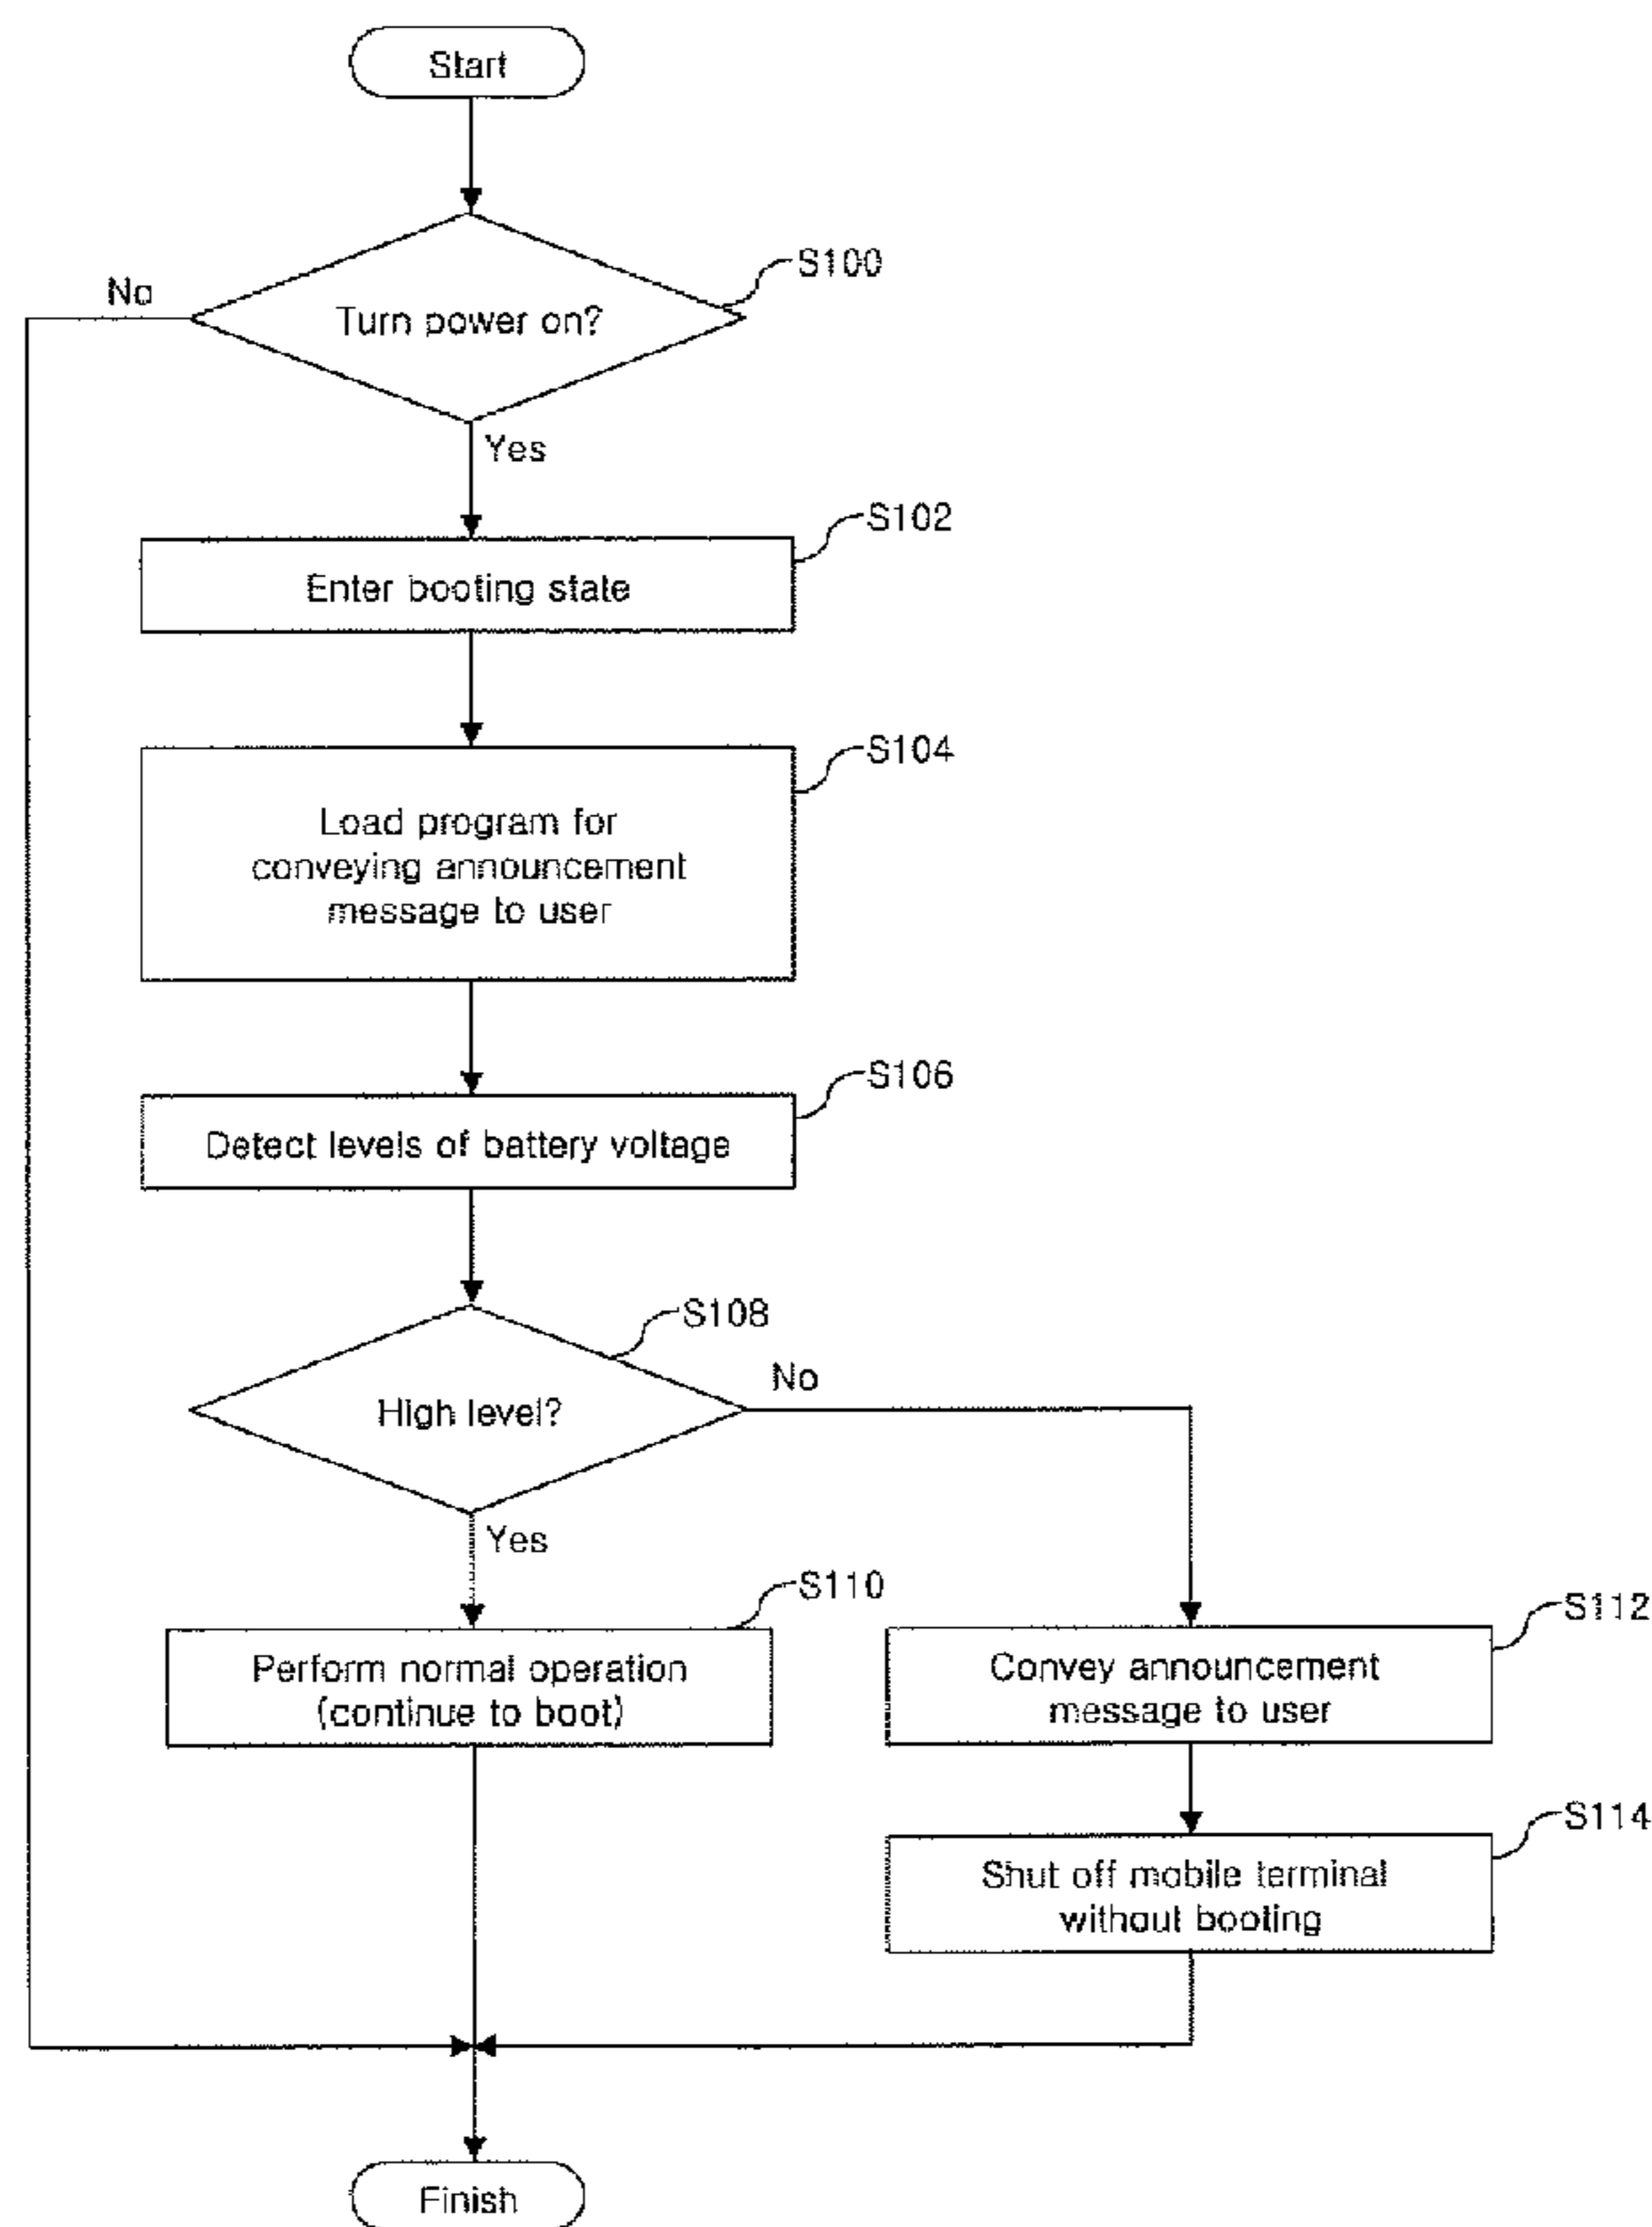 Start
S100
No
Turn power on?
Yes
S102
Enter booting state
S104
Load program for
conveying announcement
message to user
S106
Detect levels of battery voltage
S108
No
High level?
Yes
S110
S112
Perform normal operation
(continue to boot)
Convey announcement
message to user
S114
Shut off mobile terminal
without booting
Finish